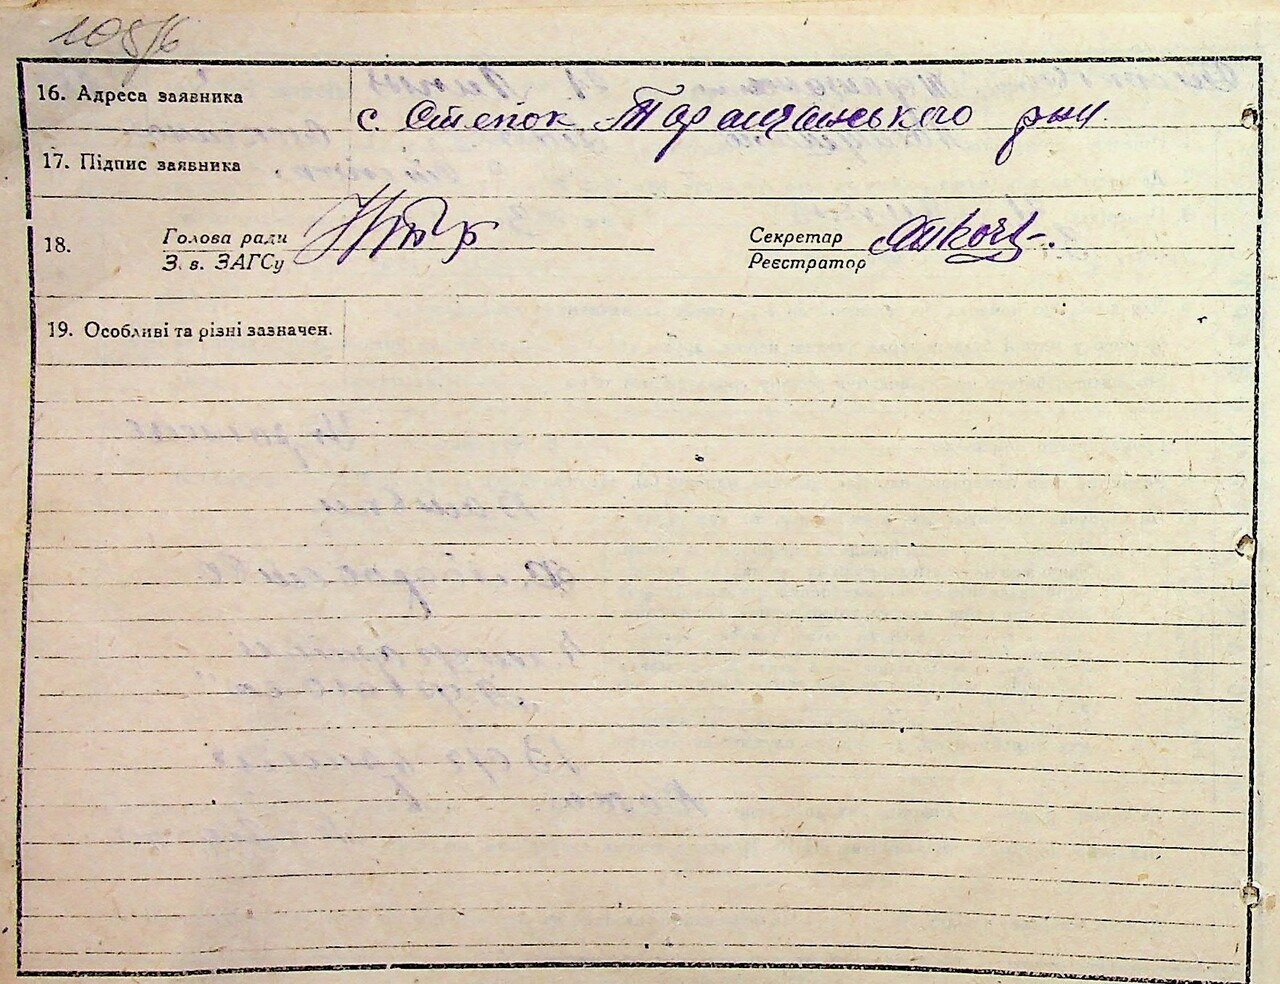 16. Адреса заявника с. Степок Таращанського р-ну
17. Підпис заявника
18. Голова ради Секретар
З. в. ЗАГСу Реєстратор
19. Особливі та різні зазначен.